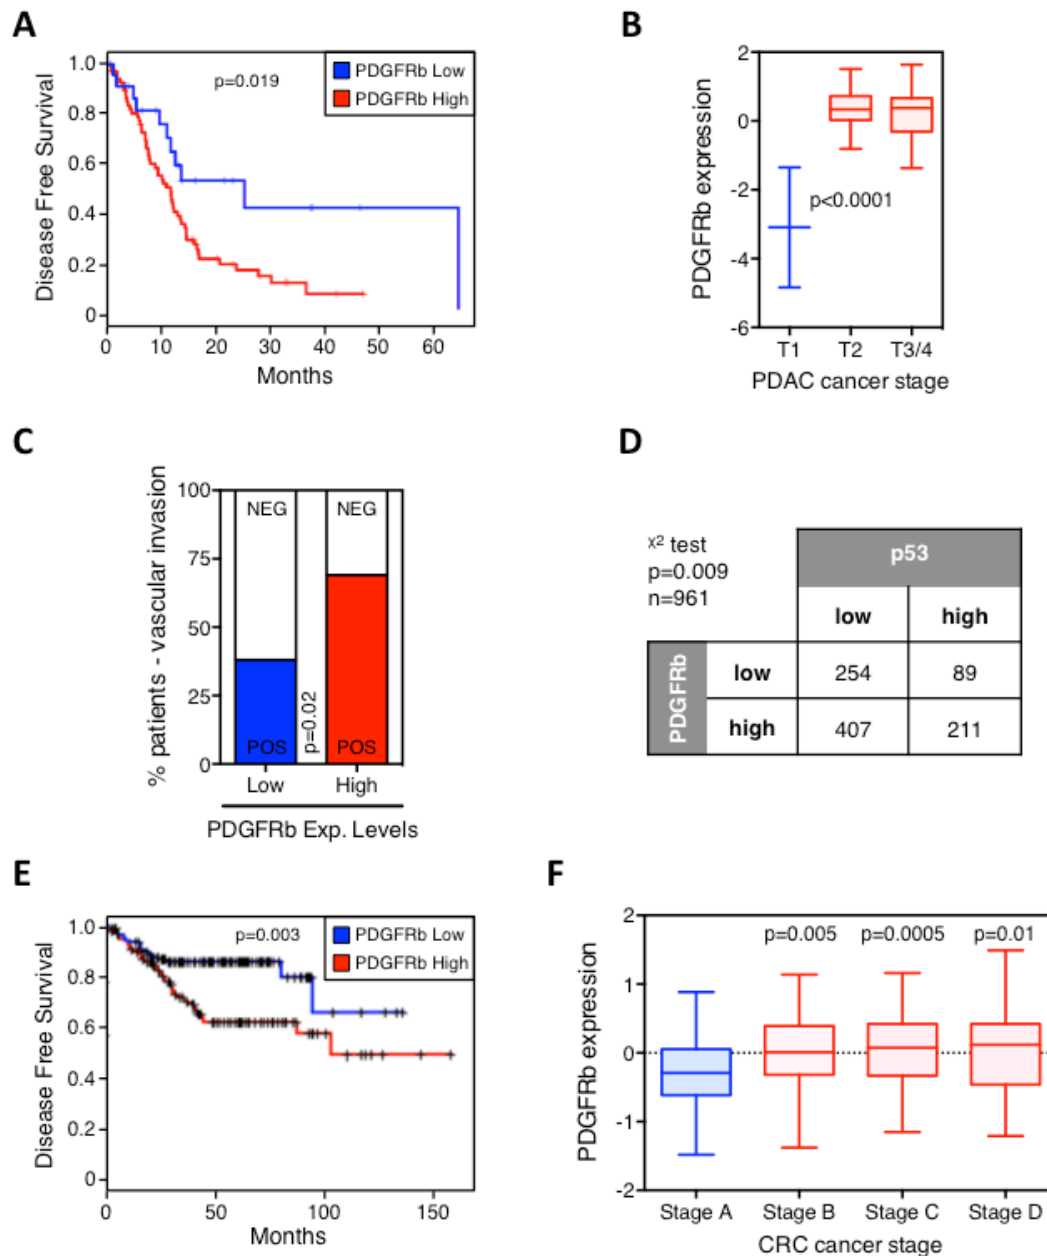 A
Disease Free Survival
1.0
0.8
0.6
0.4
0.2
0
p=0.019
PDGFRb Low
PDGFRb High
0 10 20 30 40 50 60
Months
B
PDGFRb expression
2
0
-2
-4
-6
p<0.0001
T1 T2 T3/4
PDAC cancer stage
C
% patients - vascular invasion
100
75
50
25
0
NEG NEG
POS p=0.02 POS
Low High
PDGFRb Exp. Levels
D
χ² test
p=0.009
n=961
p53
low high
PDGFRb
low 254 89
high 407 211
E
Disease Free Survival
1.0
0.8
0.6
0.4
0.2
0
p=0.003
PDGFRb Low
PDGFRb High
0 50 100 150
Months
F
PDGFRb expression
2
1
0
-1
-2
p=0.005 p=0.0005 p=0.01
Stage A Stage B Stage C Stage D
CRC cancer stage